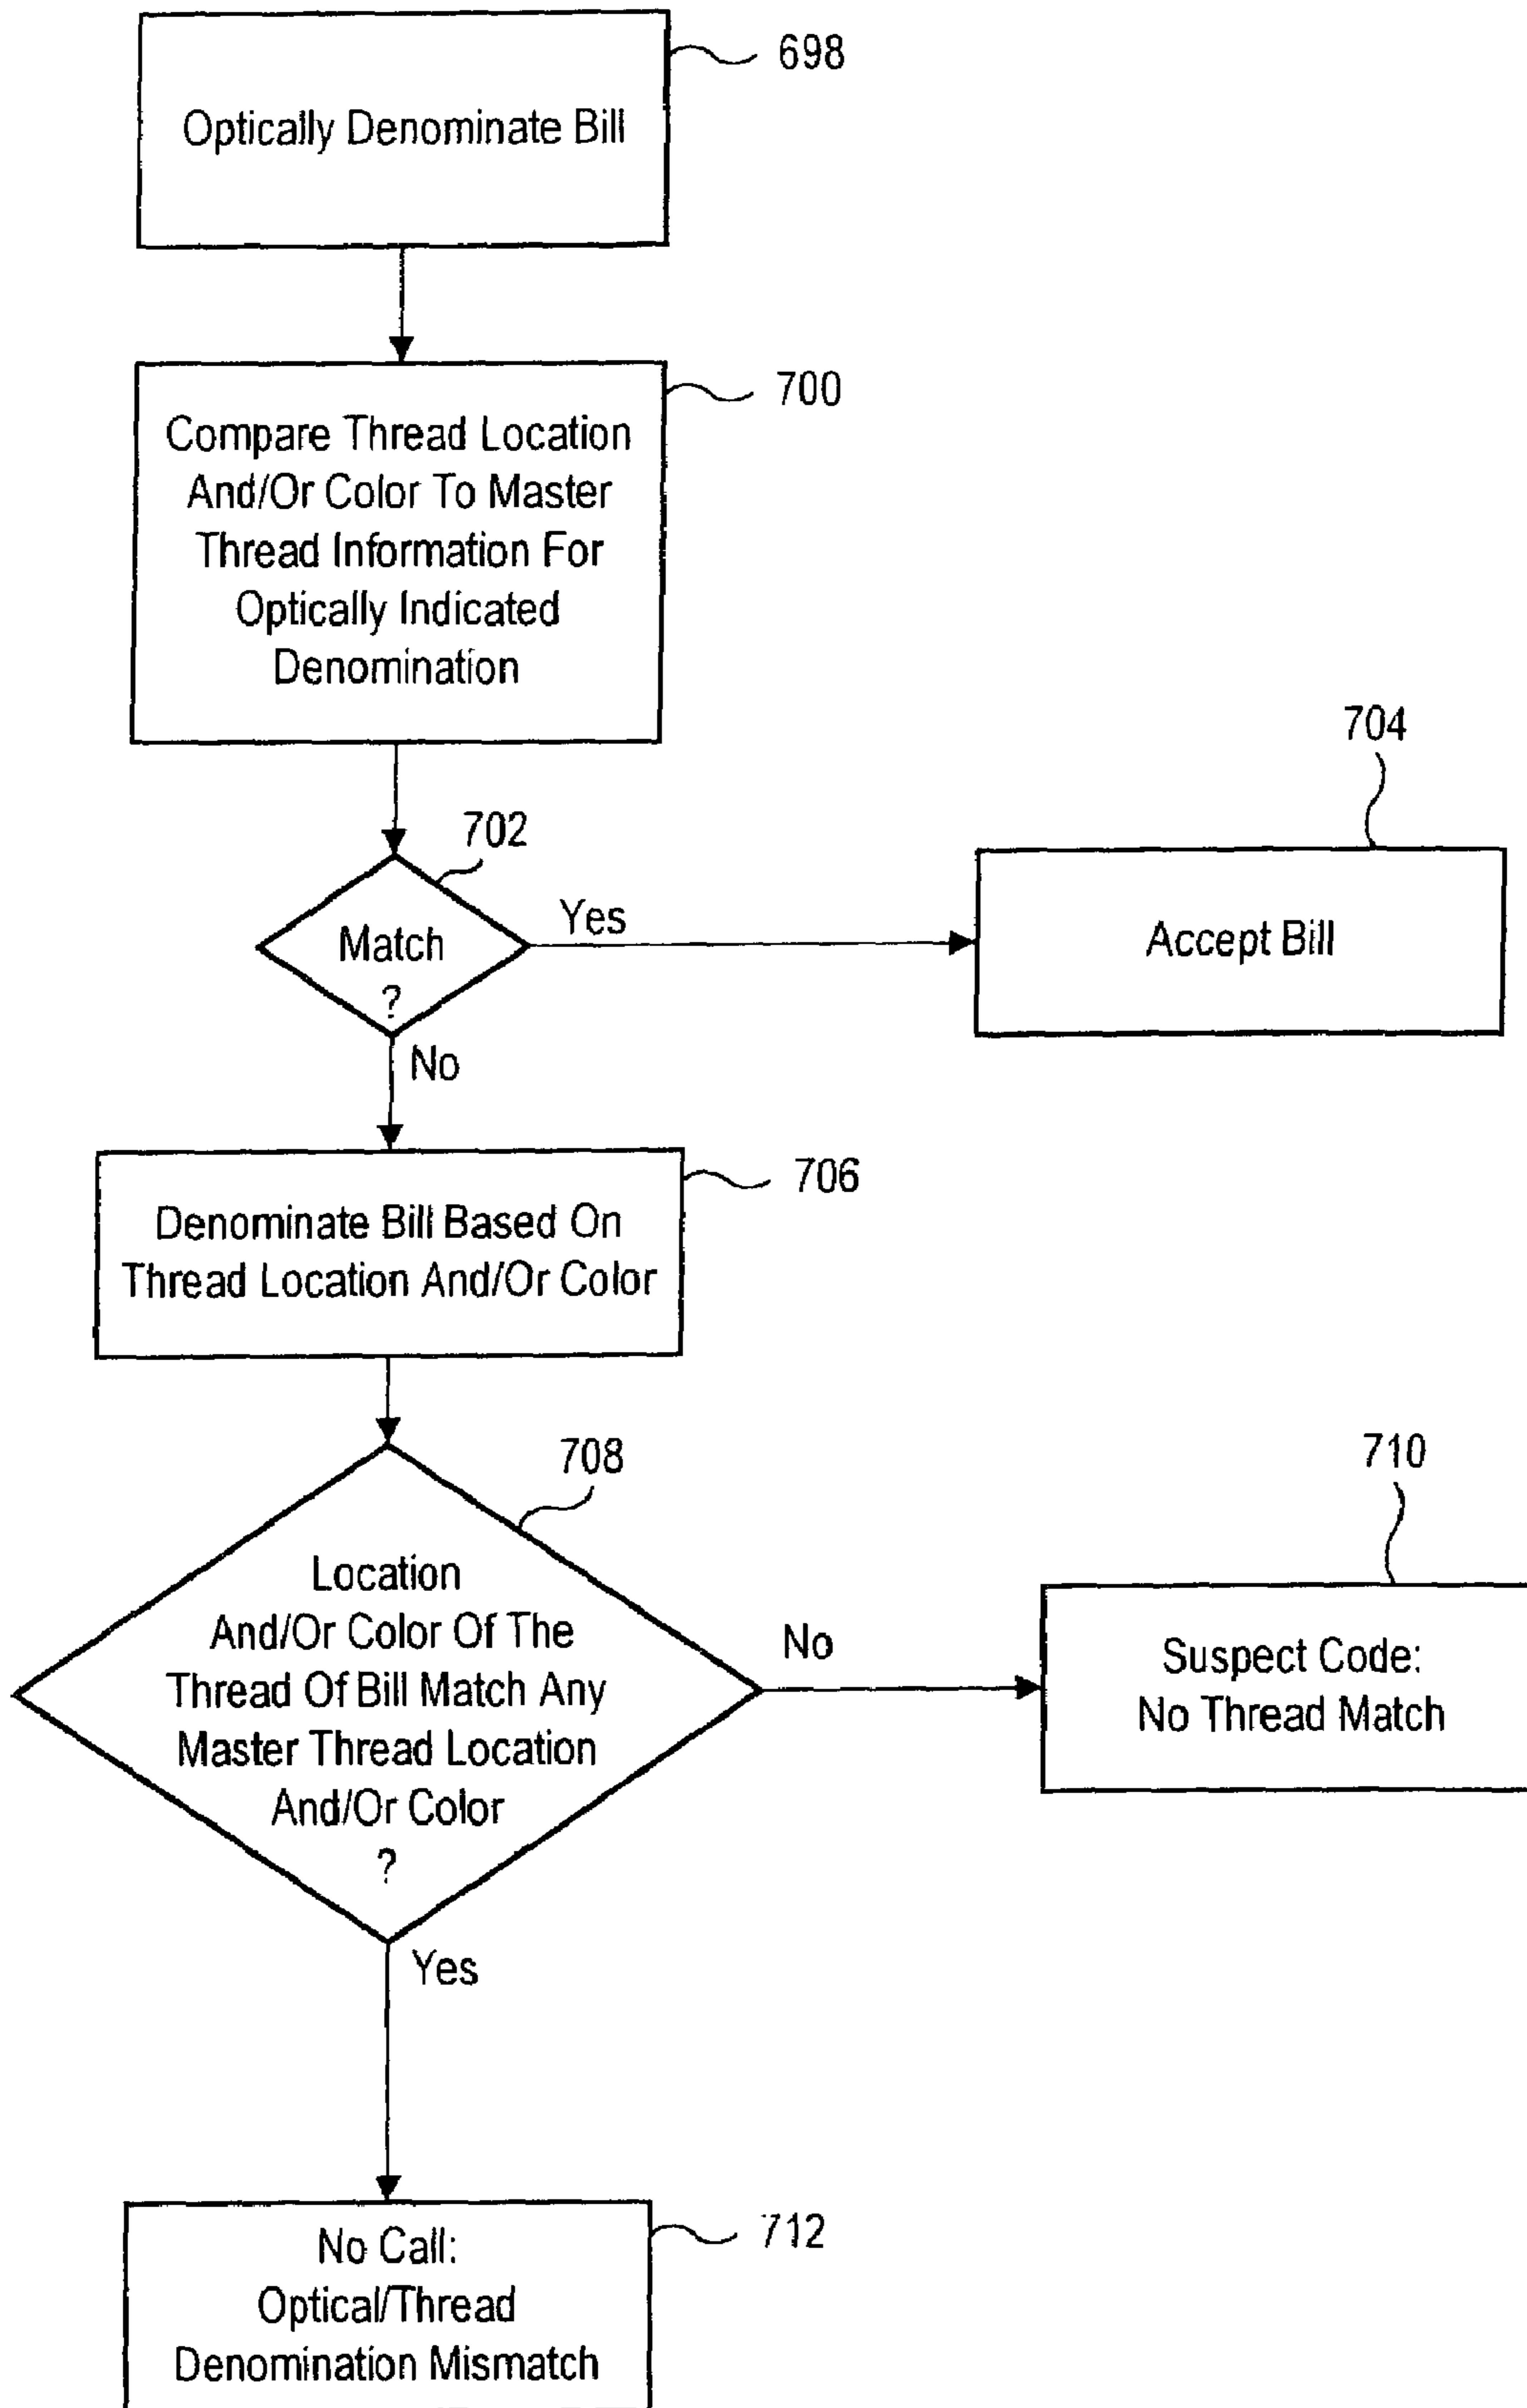 698
Optically Denominate Bill
700
Compare Thread Location
And/Or Color To Master
Thread Information For
Optically Indicated
Denomination
704
702
Match
?
Yes
Accept Bill
No
706
Denominate Bill Based On
Thread Location And/Or Color
708
710
Location
And/Or Color Of The
Thread Of Bill Match Any
Master Thread Location
And/Or Color
?
No
Suspect Code:
No Thread Match
Yes
712
No Call:
Optical/Thread
Denomination Mismatch